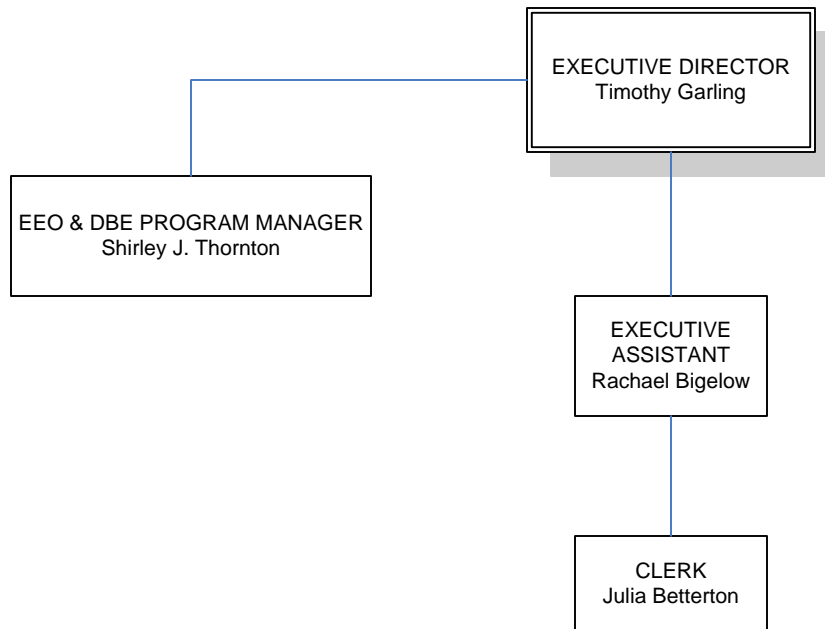 EXECUTIVE DIRECTOR
Timothy Garling
EEO & DBE PROGRAM MANAGER
Shirley J. Thornton
EXECUTIVE
ASSISTANT
Rachael Bigelow
CLERK
Julia Betterton